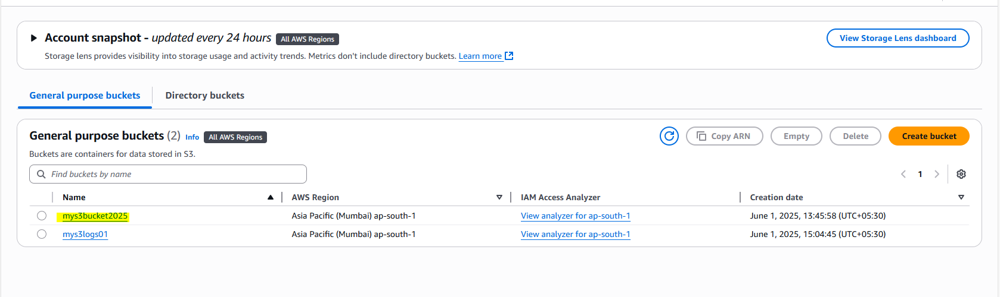 Account snapshot - updated every 24 hours All AWS Regions View Storage Lens dashboard
Storage lens provides visibility into storage usage and activity trends. Metrics don't include directory buckets. Learn more
General purpose buckets Directory buckets
General purpose buckets (2) Info All AWS Regions Copy ARN Empty Delete Create bucket
Buckets are containers for data stored in S3.
Find buckets by name 1
Name AWS Region IAM Access Analyzer Creation date
mys3bucket2025 Asia Pacific (Mumbai) ap-south-1 View analyzer for ap-south-1 June 1, 2025, 13:45:58 (UTC+05:30)
mys3logs01 Asia Pacific (Mumbai) ap-south-1 View analyzer for ap-south-1 June 1, 2025, 15:04:45 (UTC+05:30)